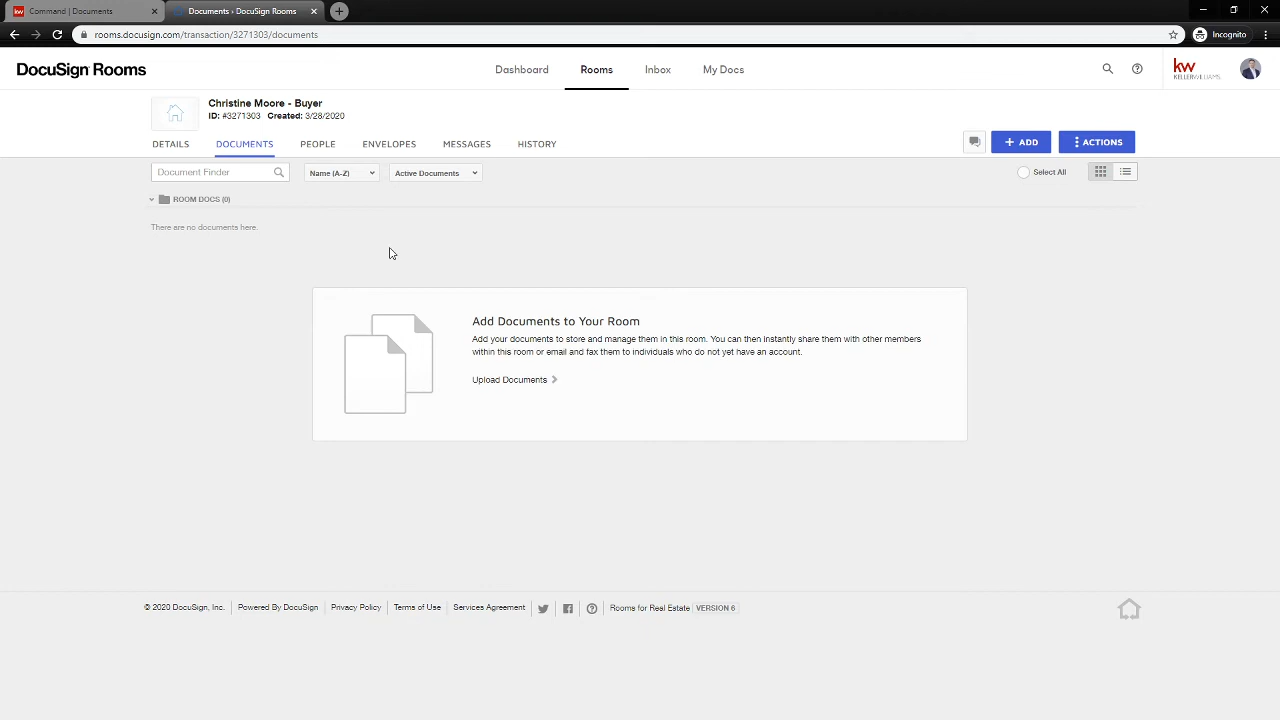 kw Command | Documents
Documents › DocuSign Rooms
rooms.docusign.com/transaction/3271303/documents
Incognito
DocuSign Rooms
Dashboard
Rooms
Inbox
My Docs
kw
KELLERWILLIAMS
Christine Moore - Buyer
ID: #3271303 Created: 3/28/2020
DETAILS
DOCUMENTS
PEOPLE
ENVELOPES
MESSAGES
HISTORY
+ ADD
ACTIONS
Document Finder
Name (A-Z)
Active Documents
Select All
ROOM DOCS (0)
There are no documents here.
Add Documents to Your Room
Add your documents to store and manage them in this room. You can then instantly share them with other members
within this room or email and fax them to individuals who do not yet have an account.
Upload Documents
© 2020 DocuSign, Inc.
Powered By DocuSign
Privacy Policy
Terms of Use
Services Agreement
Rooms for Real Estate
VERSION 6